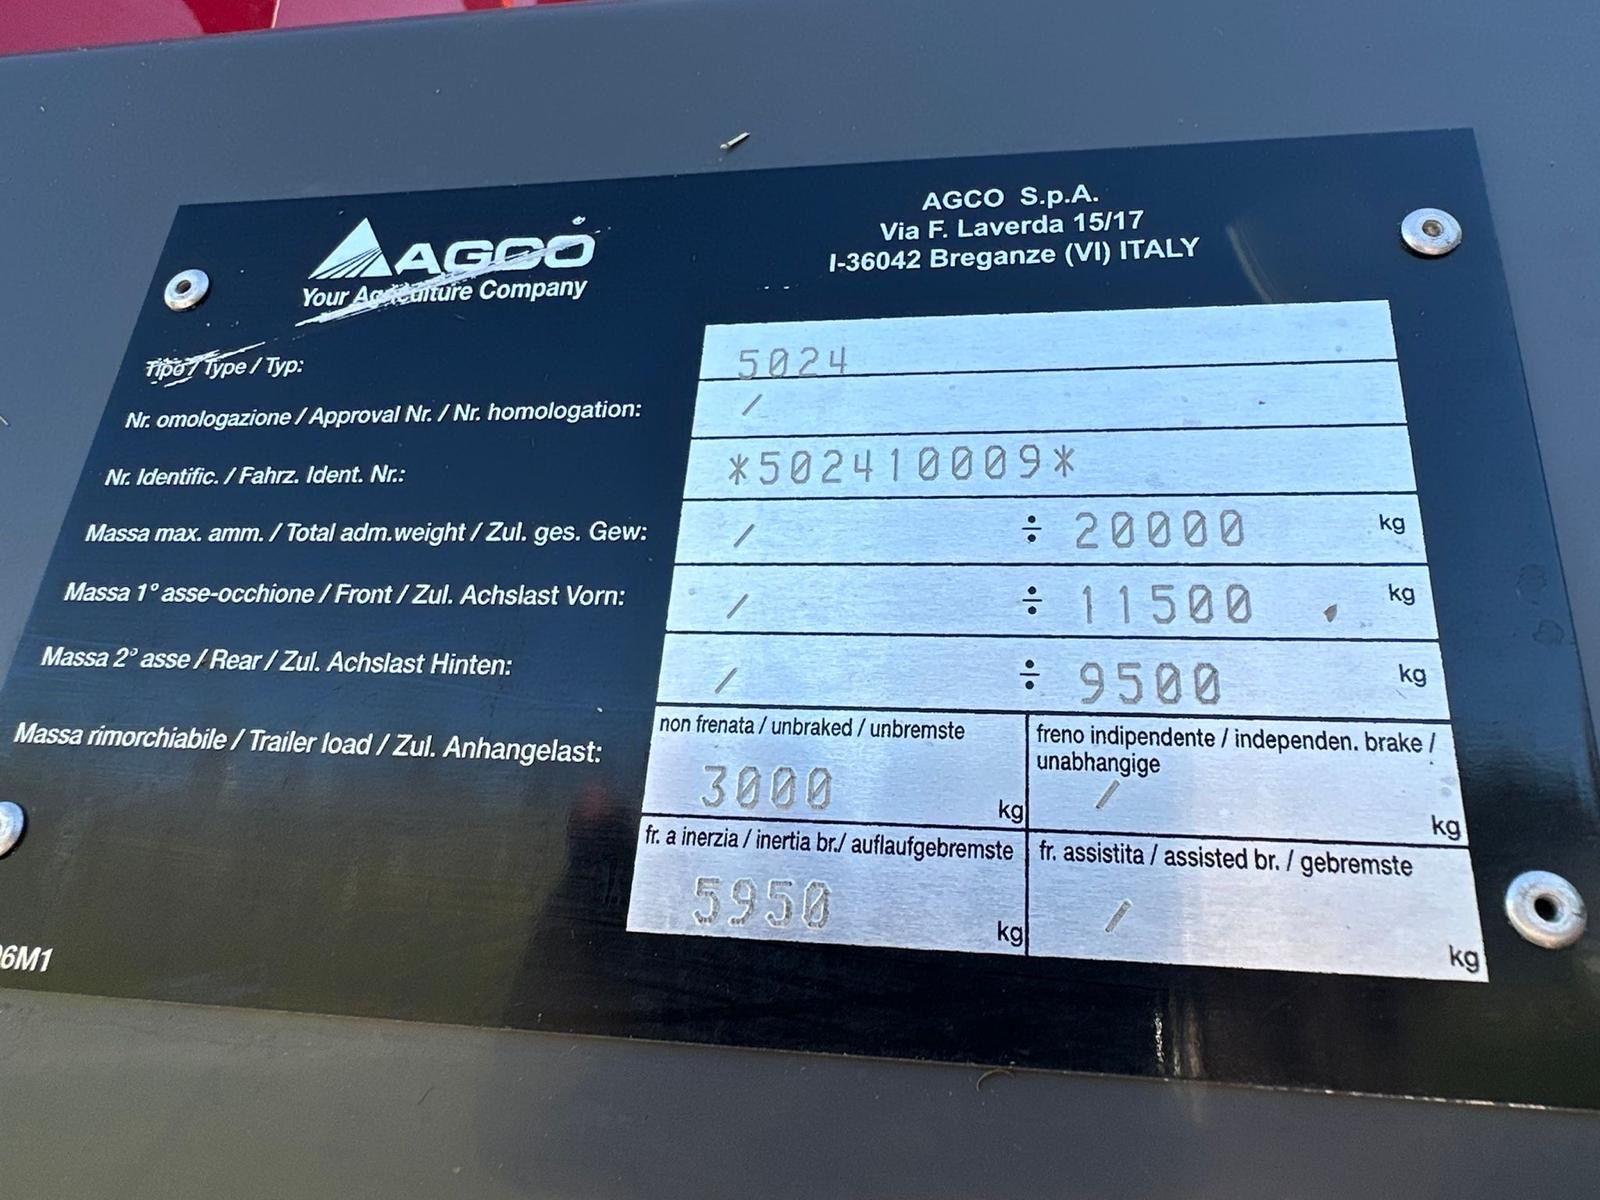 AGCO
Your Agriculture Company
AGCO S.p.A.
Via F. Laverda 15/17
I-36042 Breganze (VI) ITALY
Tipo / Type / Typ: 5024
Nr. omologazione / Approval Nr. / Nr. homologation: /
Nr. Identific. / Fahrz. Ident. Nr.: *502410009*
Massa max. amm. / Total adm.weight / Zul. ges. Gew: / ÷ 20000 kg
Massa 1° asse-occhione / Front / Zul. Achslast Vorn: / ÷ 11500 kg
Massa 2° asse / Rear / Zul. Achslast Hinten: / ÷ 9500 kg
Massa rimorchiabile / Trailer load / Zul. Anhangelast:
non frenata / unbraked / unbremste
3000 kg
freno indipendente / independen. brake /
unabhangige
/ kg
fr. a inerzia / inertia br./ auflaufgebremste
5950 kg
fr. assistita / assisted br. / gebremste
/ kg
6M1